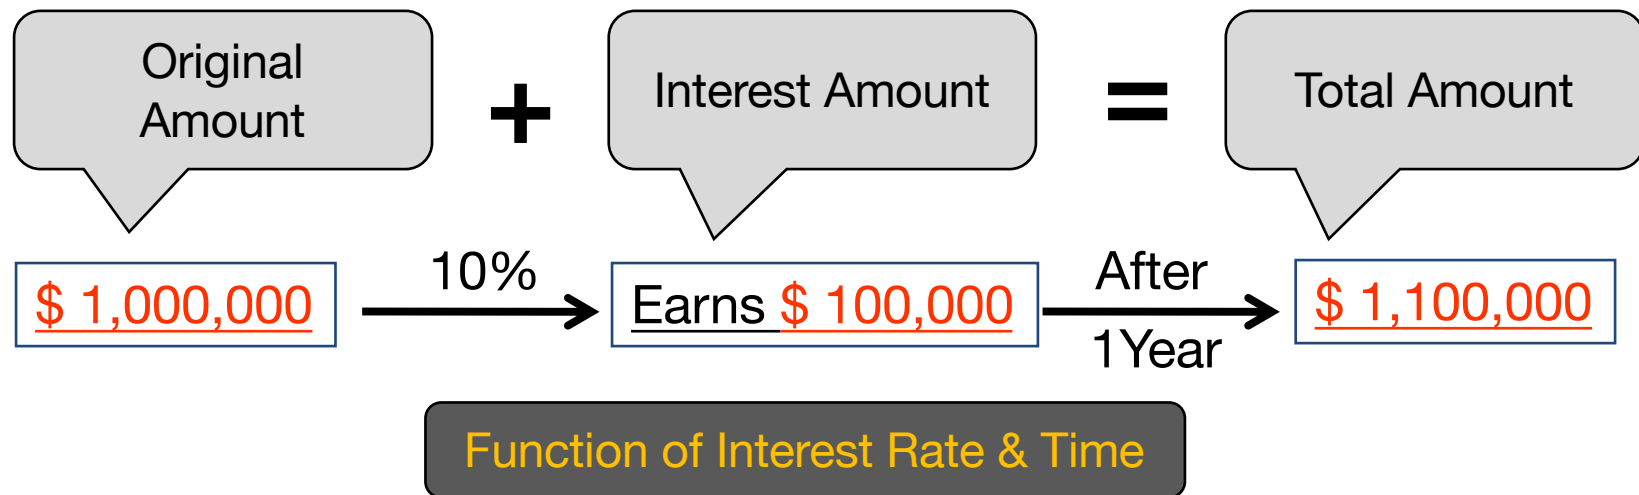 Original
Amount
+
Interest Amount
=
Total Amount
$ 1,000,000
10%
Earns $ 100,000
After
1Year
$ 1,100,000
Function of Interest Rate & Time